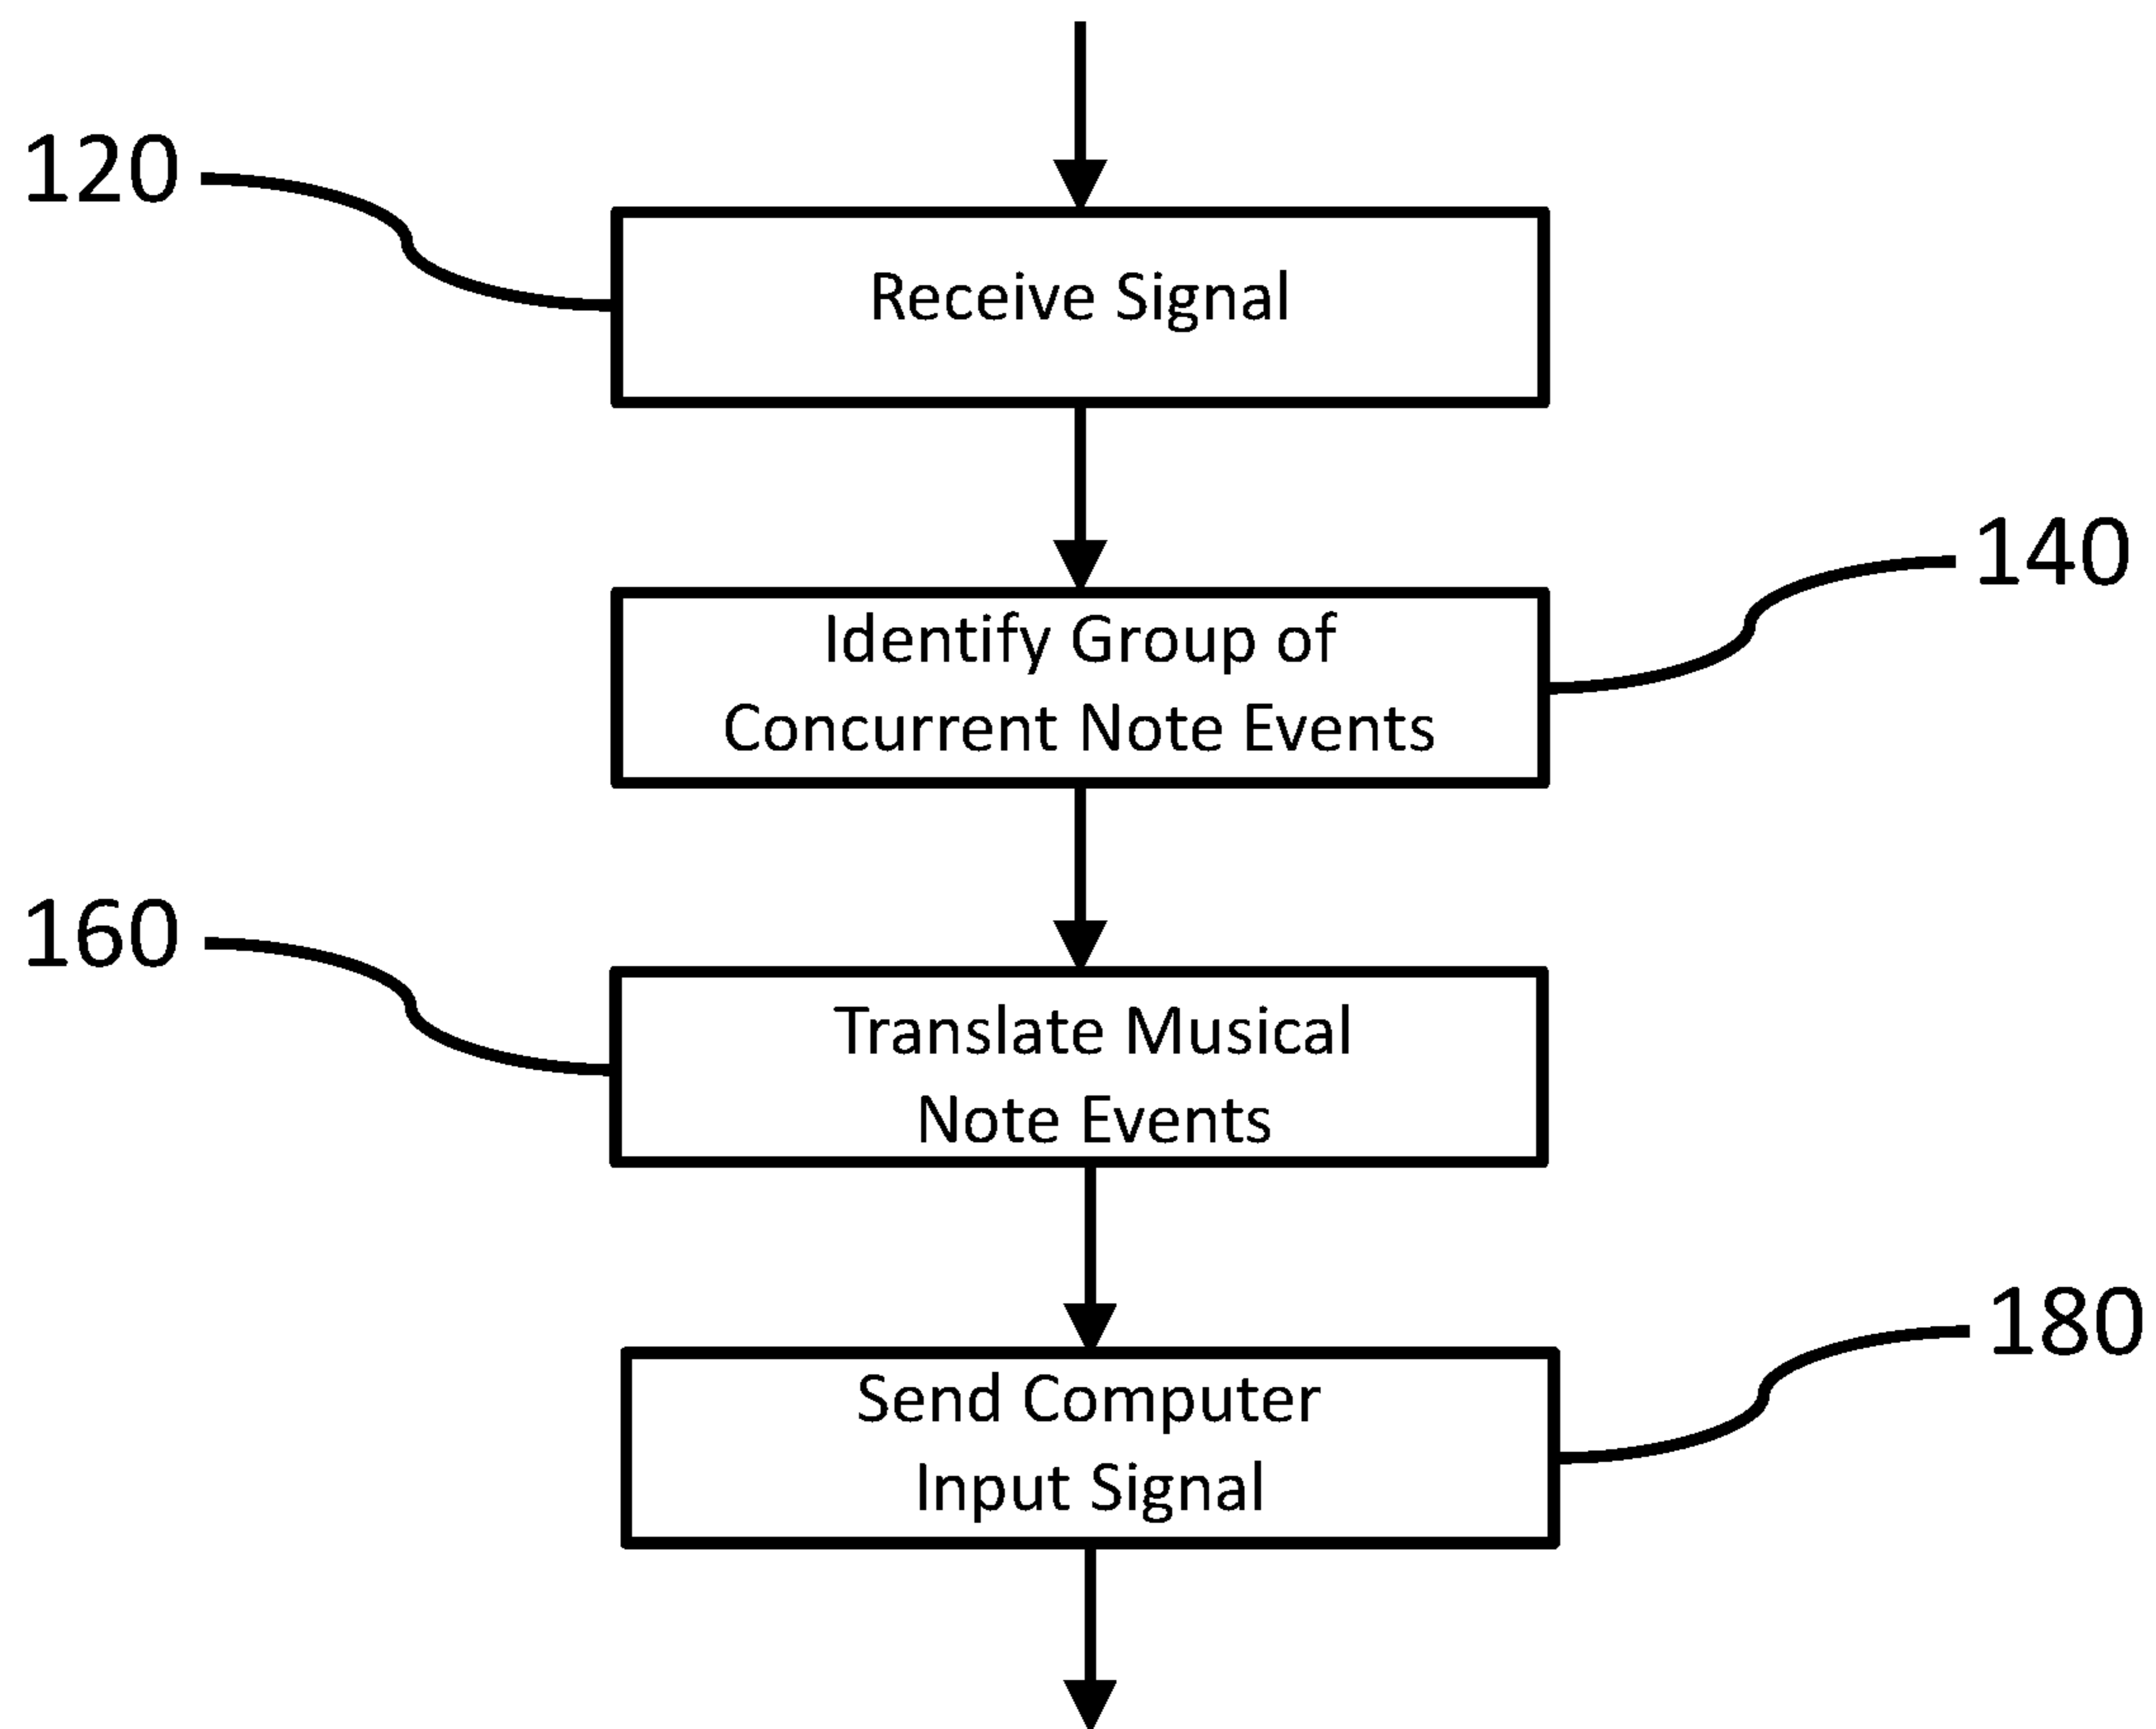 120
Receive Signal
140
Identify Group of
Concurrent Note Events
160
Translate Musical
Note Events
180
Send Computer
Input Signal